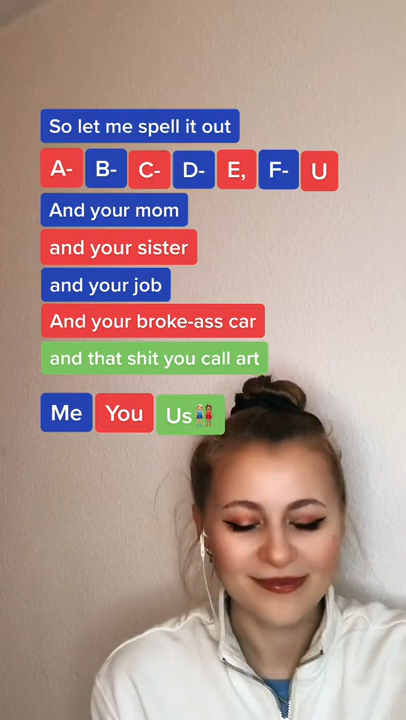 So let me spell it out
A- B- C- D- E, F- U
And your mom
and your sister
and your job
And your broke-ass car
and that shit you call art
Me You Us👭